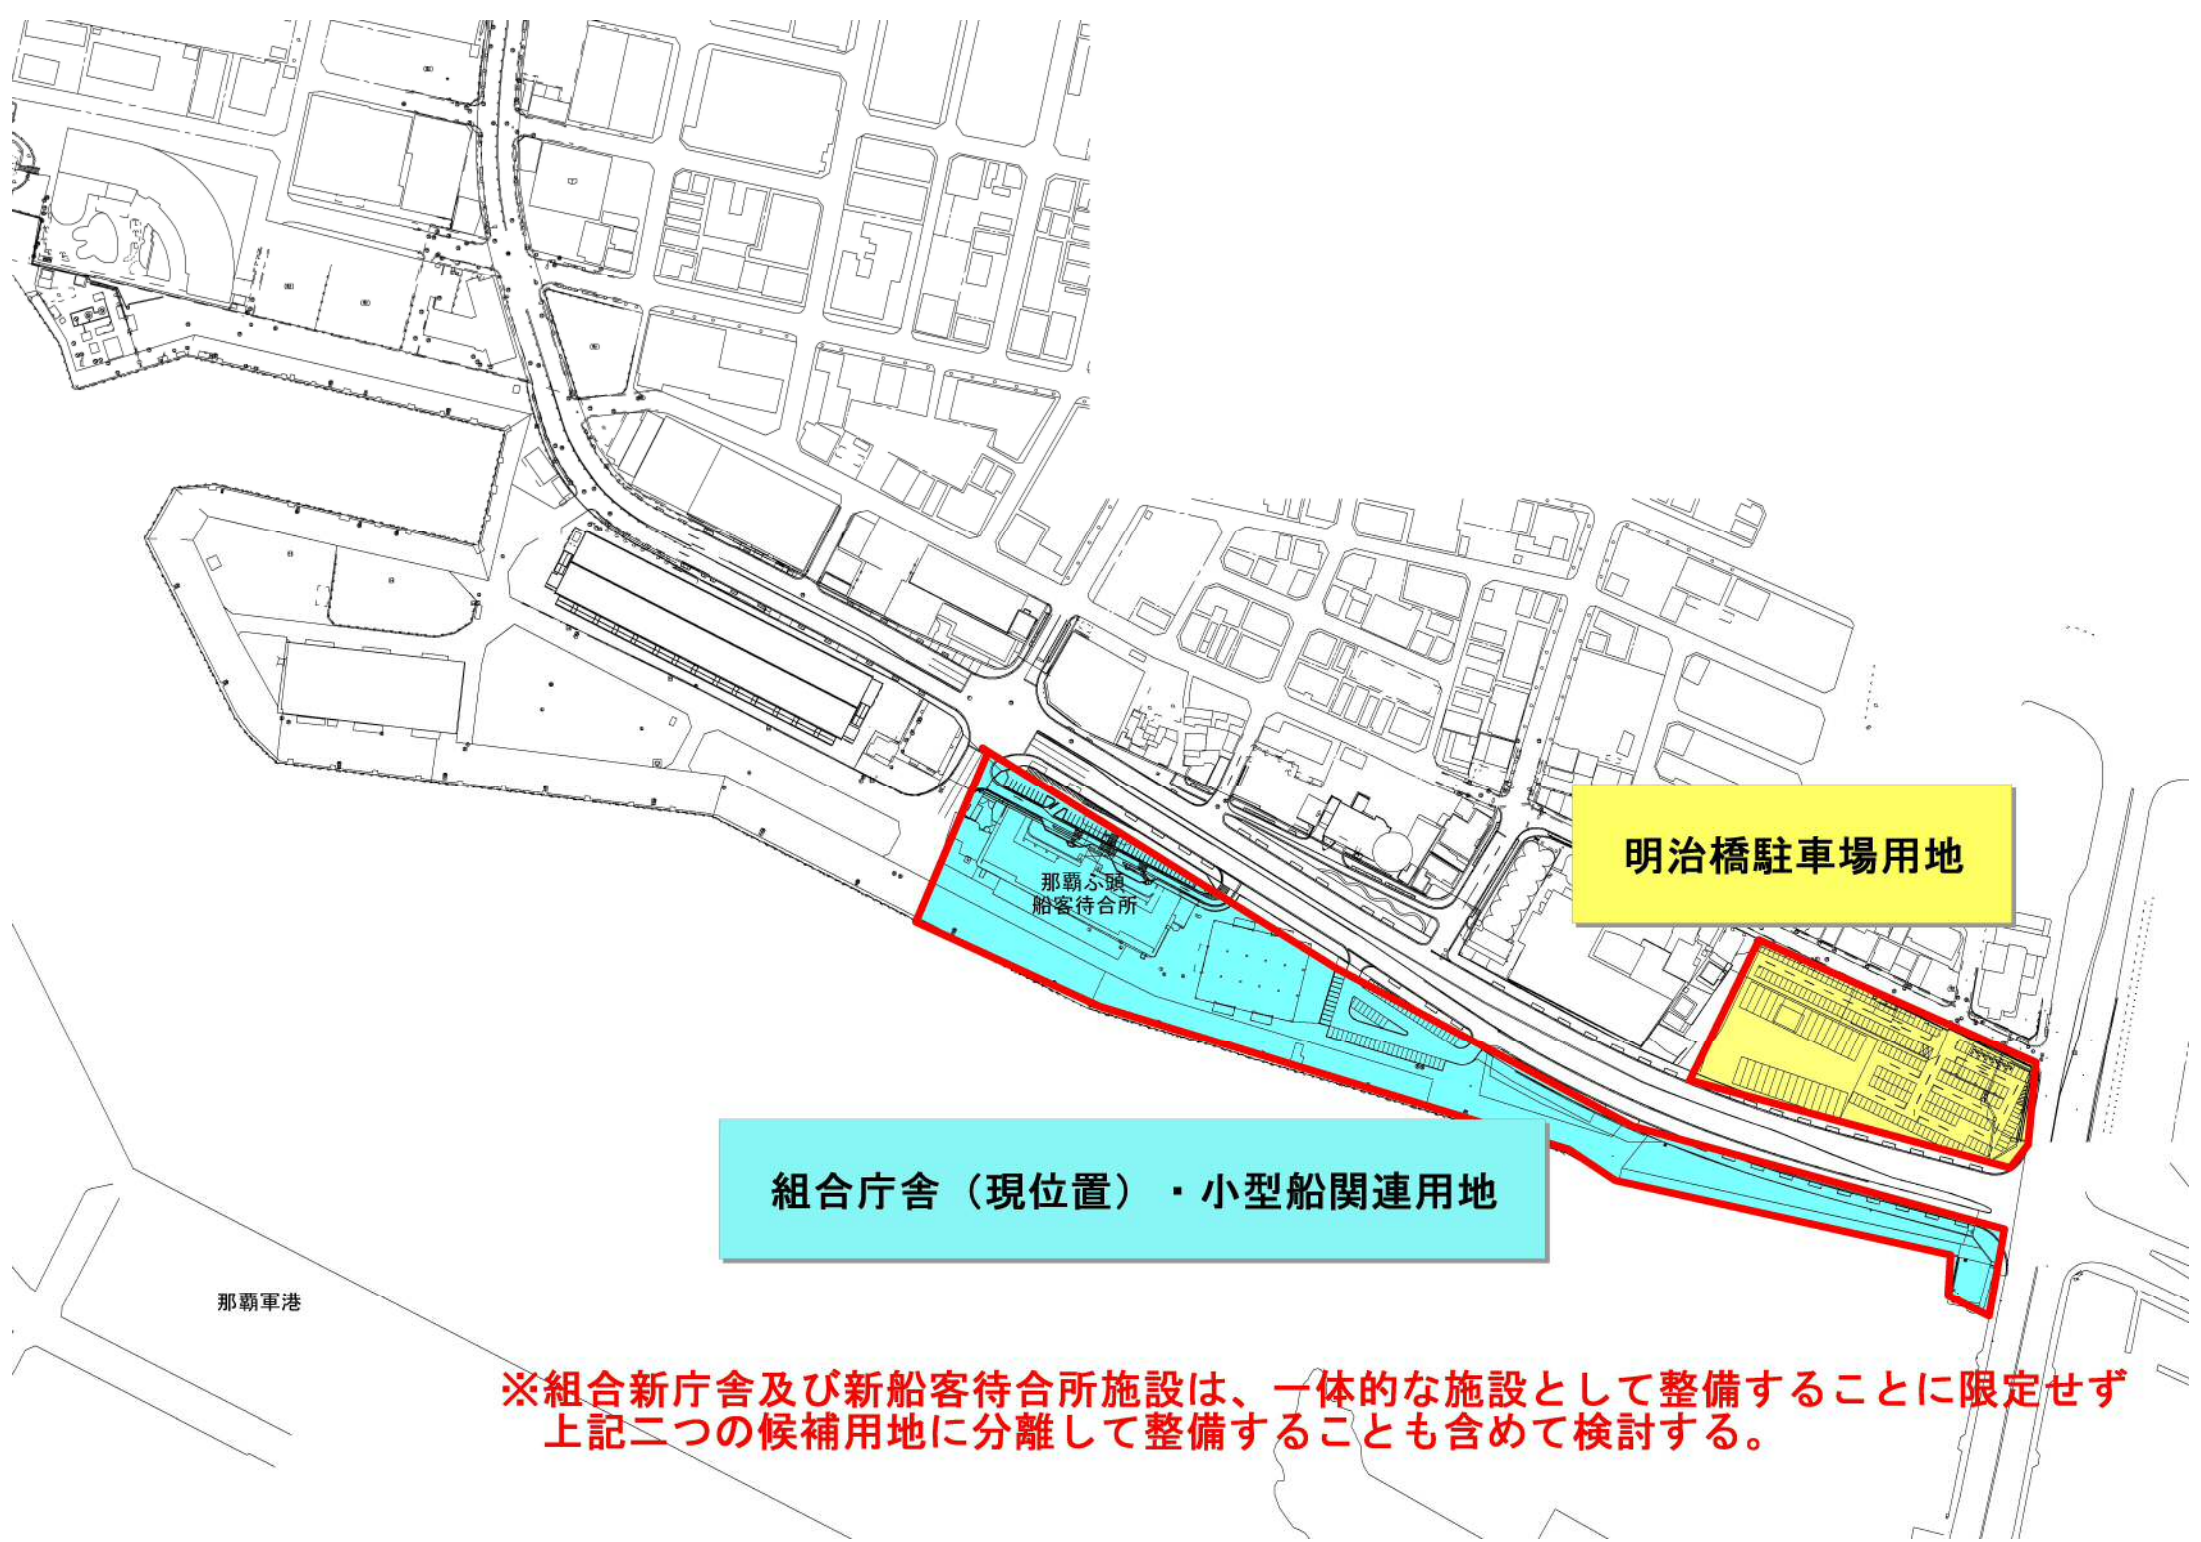 明治橋駐車場用地
那覇ふ頭
船客待合所
組合庁舎（現位置）・小型船関連用地
那覇軍港
※組合新庁舎及び新船客待合所施設は、一体的な施設として整備することに限定せず
上記二つの候補用地に分離して整備することも含めて検討する。